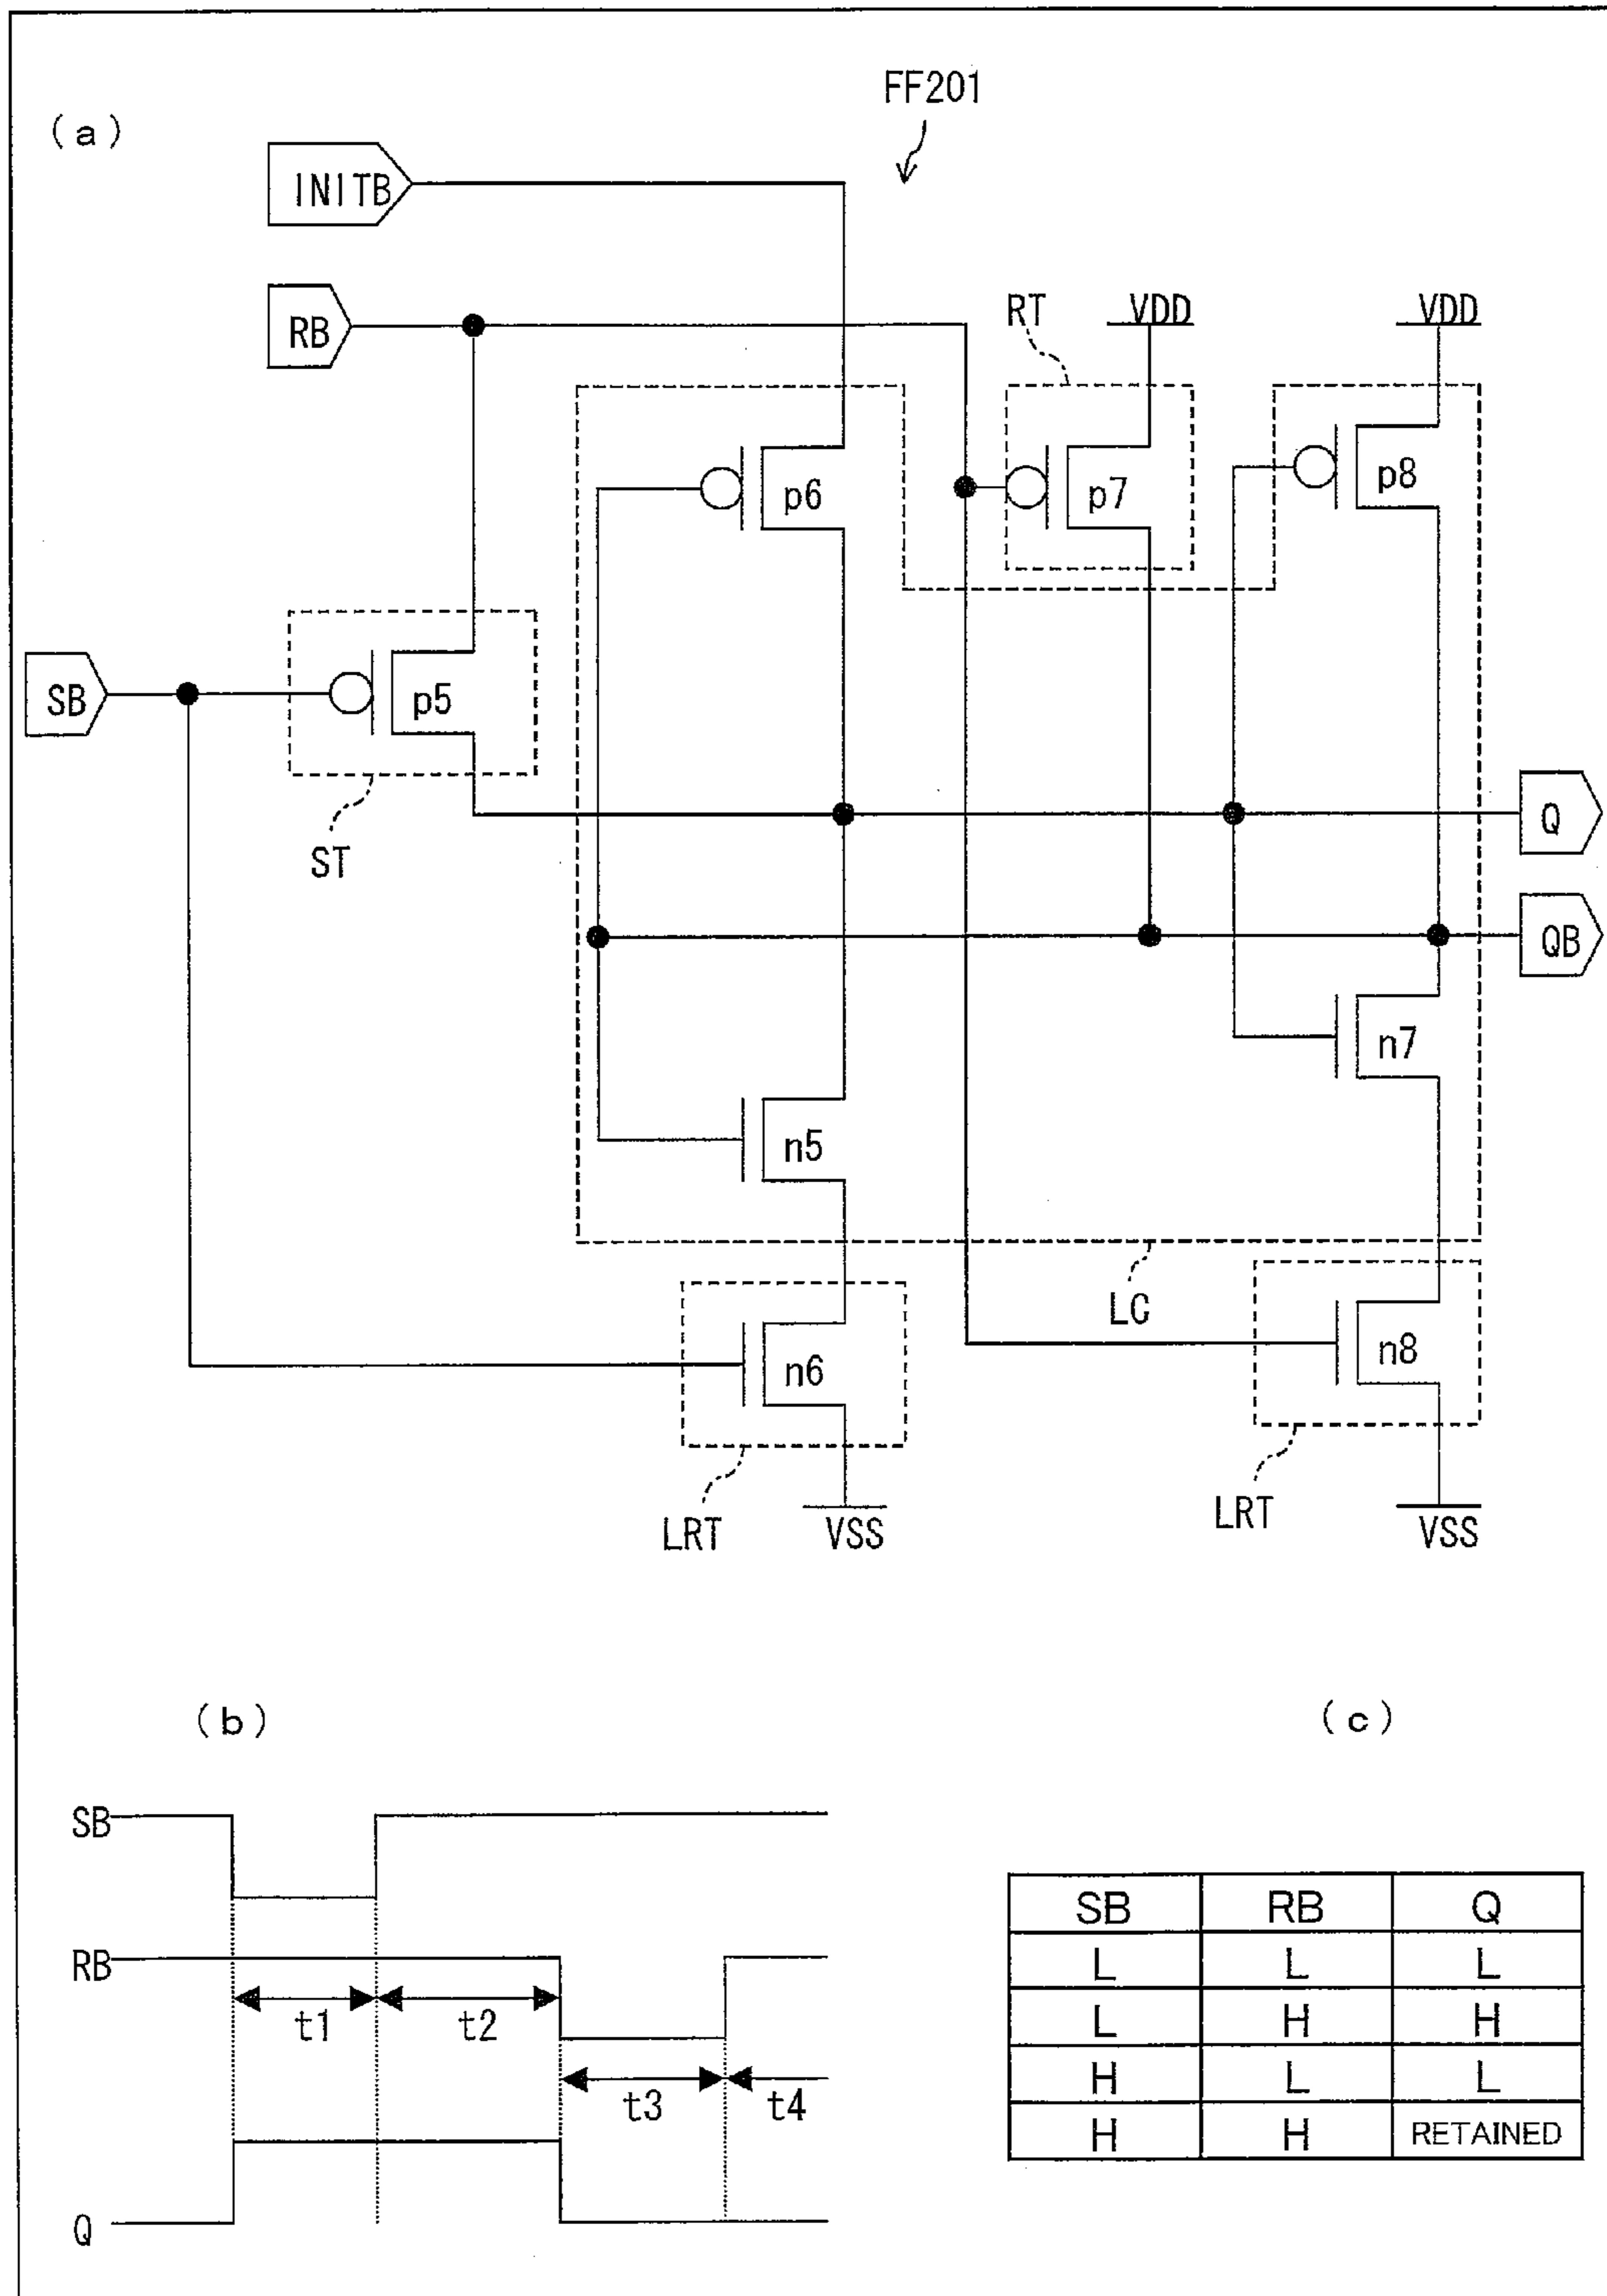 FF201
(a)
INITB
RB
RT
VDD
VDD
p6
p7
p8
SB
p5
ST
Q
QB
n7
n5
LC
n6
n8
LRT
VSS
LRT
VSS
(b)
(c)
SB
RB
t1
t2
t3
t4
Q
SB RB Q
L L L
L H H
H L L
H H RETAINED